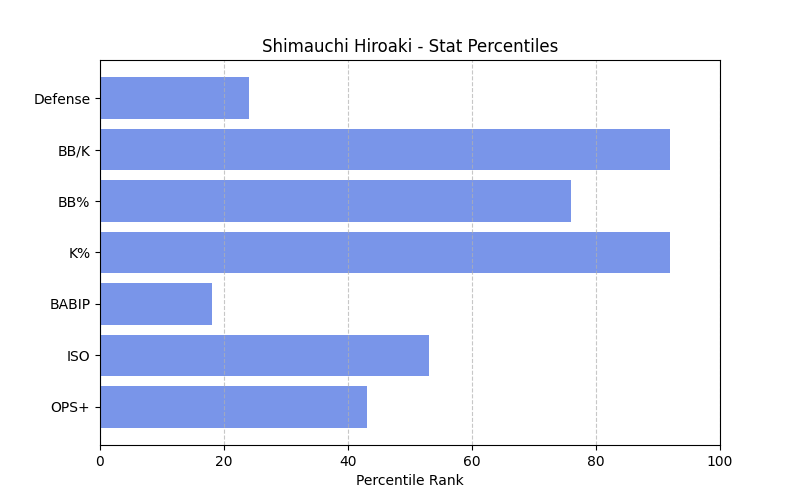 Shimauchi Hiroaki - Stat Percentiles
Defense
BB/K
BB%
K%
BABIP
ISO
OPS+
0 20 40 60 80 100
Percentile Rank